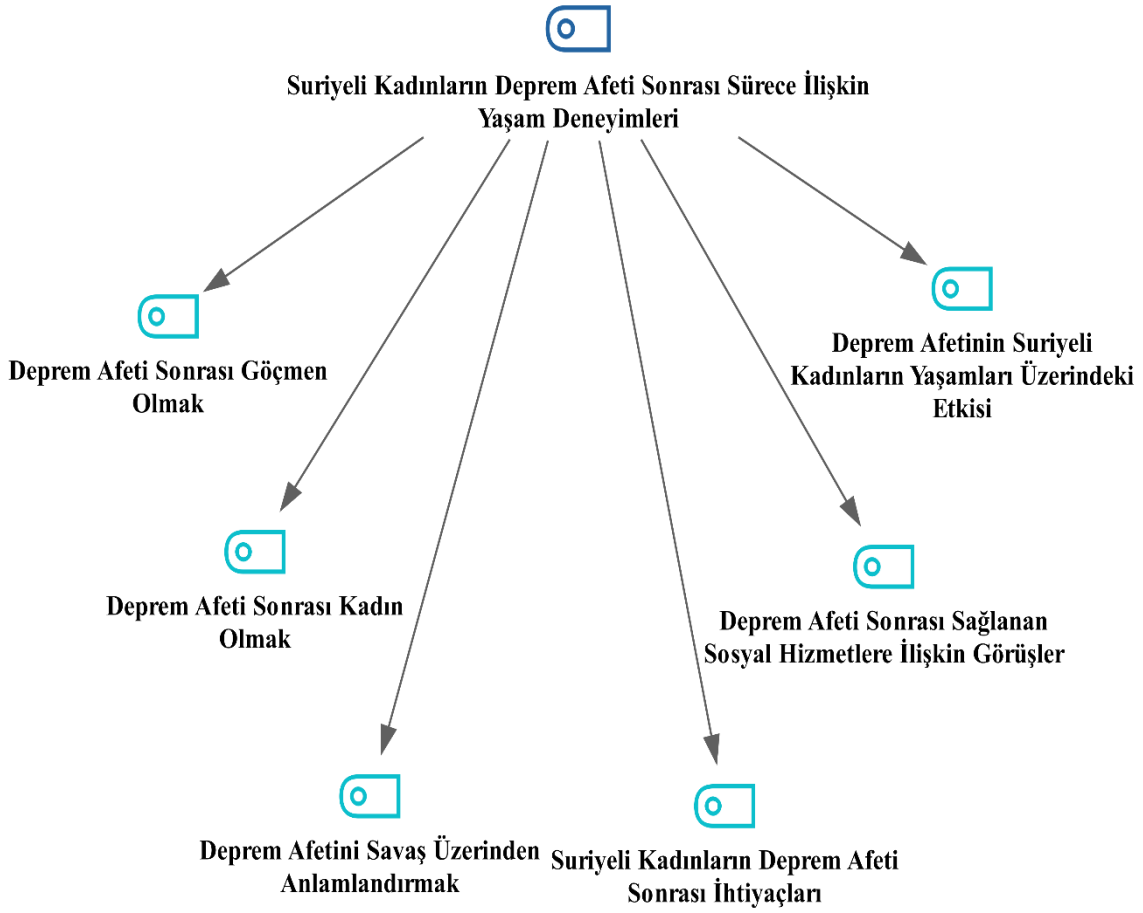 Suriyeli Kadınların Deprem Afeti Sonrası Sürece İlişkin
Yaşam Deneyimleri
Deprem Afeti Sonrası Göçmen
Olmak
Deprem Afetinin Suriyeli
Kadınların Yaşamları Üzerindeki
Etkisi
Deprem Afeti Sonrası Kadın
Olmak
Deprem Afeti Sonrası Sağlanan
Sosyal Hizmetlere İlişkin Görüşler
Deprem Afetini Savaş Üzerinden
Anlamlandırmak
Suriyeli Kadınların Deprem Afeti
Sonrası İhtiyaçları